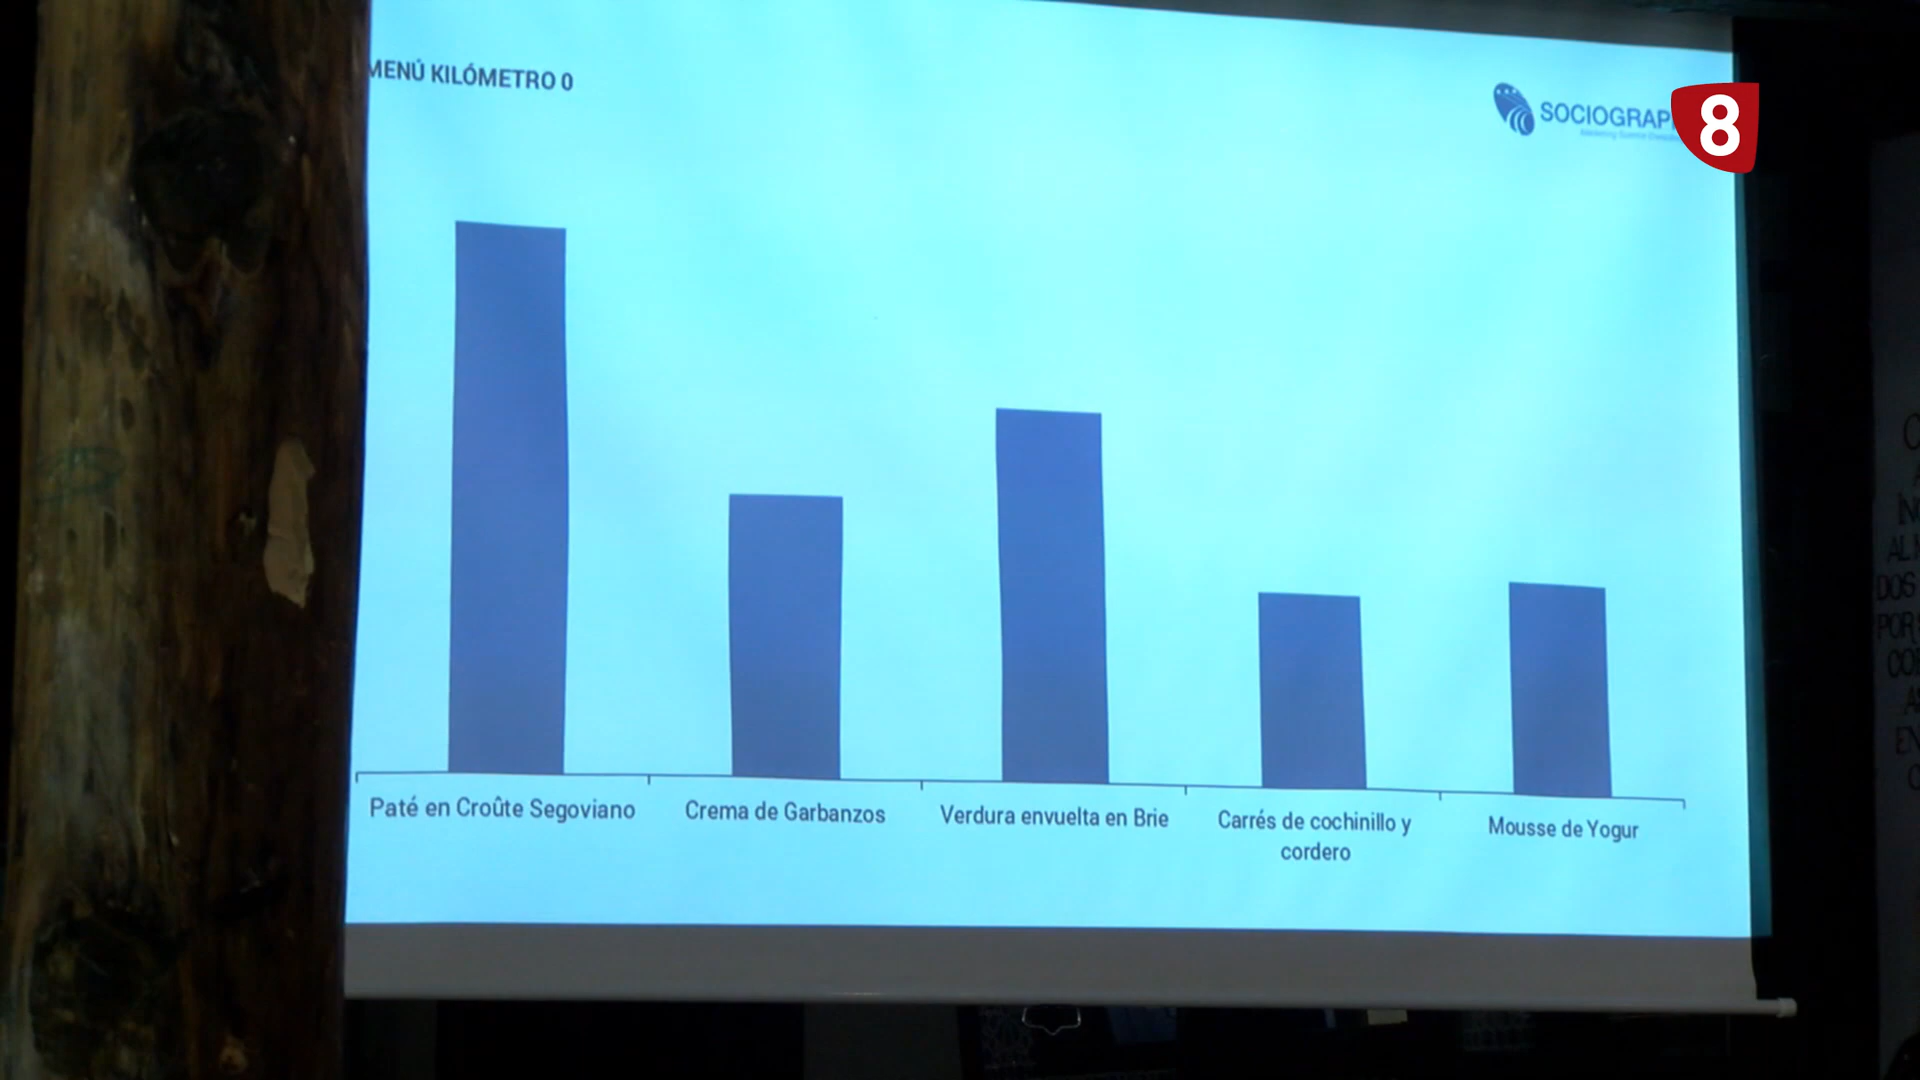 MENÚ KILÓMETRO 0
8
Paté en Croûte Segoviano
Crema de Garbanzos
Verdura envuelta en Brie
Carrés de cochinillo y
cordero
Mousse de Yogur